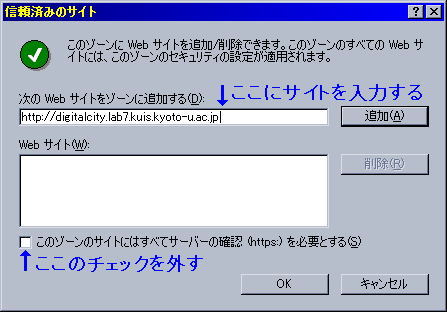 信頼済みのサイト
このゾーンに Web サイトを追加/削除できます。このゾーンのすべての Web サ
イトには、このゾーンのセキュリティの設定が適用されます。
次の Web サイトをゾーンに追加する(D):
↓ここにサイトを入力する
http://digitalcity.lab7.kuis.kyoto-u.ac.jp
追加(A)
Web サイト(W):
削除(R)
このゾーンのサイトにはすべてサーバーの確認 (https:) を必要とする(S)
↑ここのチェックを外す
OK
キャンセル